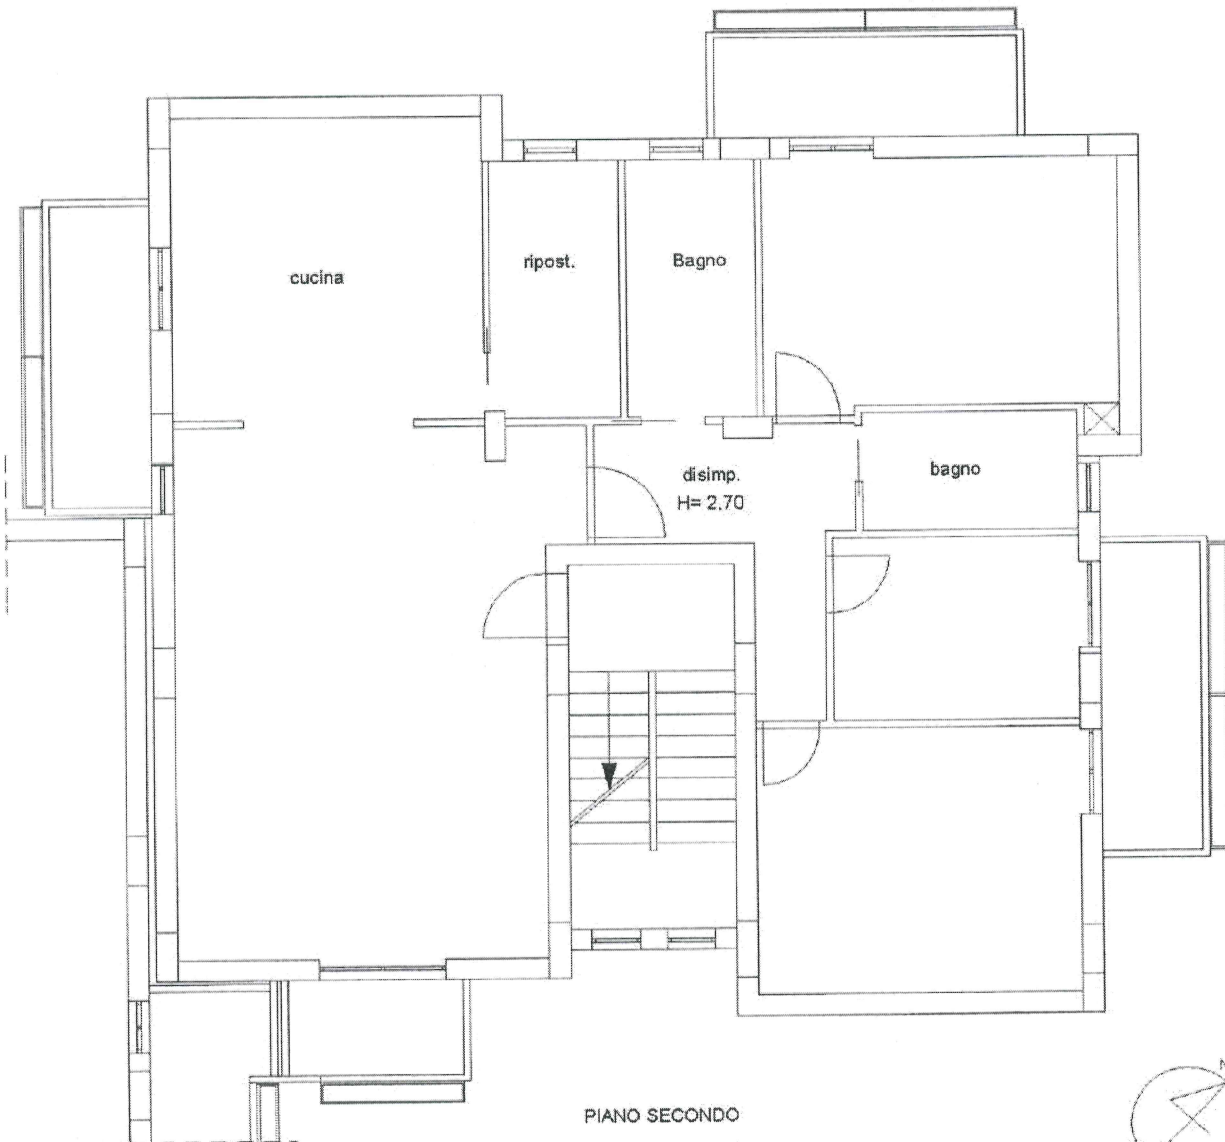 cucina
ripost.
Bagno
disimp.
H= 2.70
bagno
PIANO SECONDO
N